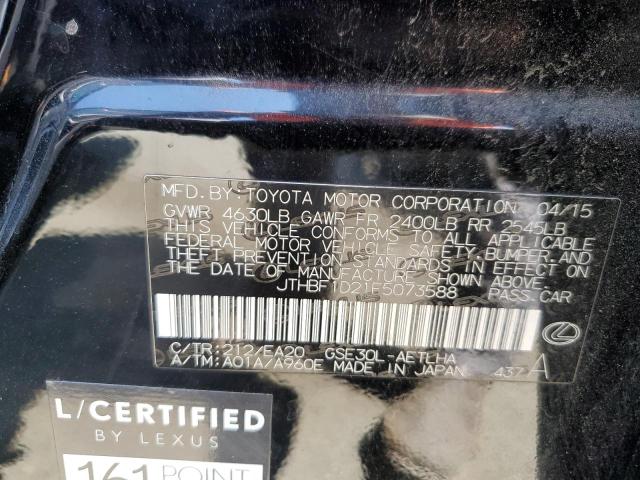 MFD. BY: TOYOTA MOTOR CORPORATION 04/15
GVWR 4630LB GAWR FR 2400LB RR 2545LB
THIS VEHICLE CONFORMS TO ALL APPLICABLE
FEDERAL MOTOR VEHICLE SAFETY, BUMPER, AND
THEFT PREVENTION STANDARDS IN EFFECT ON
THE DATE OF MANUFACTURE SHOWN ABOVE.
JTHBF1D21F5073588 PASS. CAR
C/TR: 212/EA20 GSE30L-AETLHA
A/TM: A01A/A960E MADE IN JAPAN 437 A
L/CERTIFIED
BY LEXUS
161 POINT